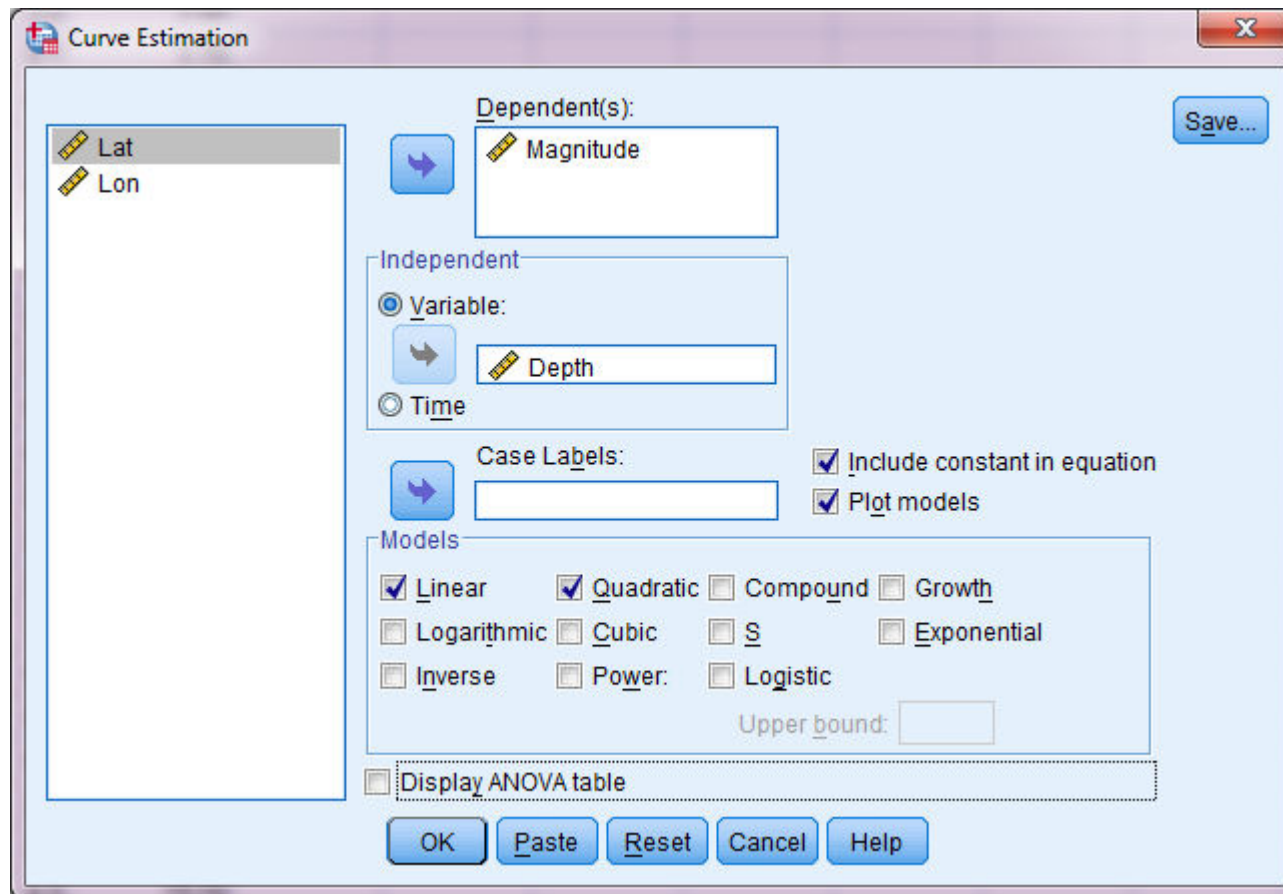 Curve Estimation
Lat
Lon
Dependent(s):
Magnitude
Save...
Independent
Variable:
Depth
Time
Case Labels:
Include constant in equation
Plot models
Models
Linear Quadratic Compound Growth
Logarithmic Cubic S Exponential
Inverse Power: Logistic
Upper bound:
Display ANOVA table
OK Paste Reset Cancel Help